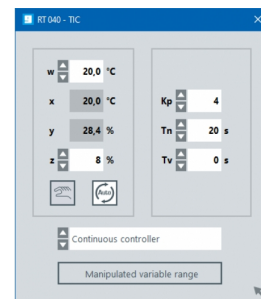 RT 040 - TIC
w 20,0 °C
x 20,0 °C
y 28,4 %
z 8 %
Auto
Kp 4
Tn 20 s
Tv 0 s
Continuous controller
Manipulated variable range